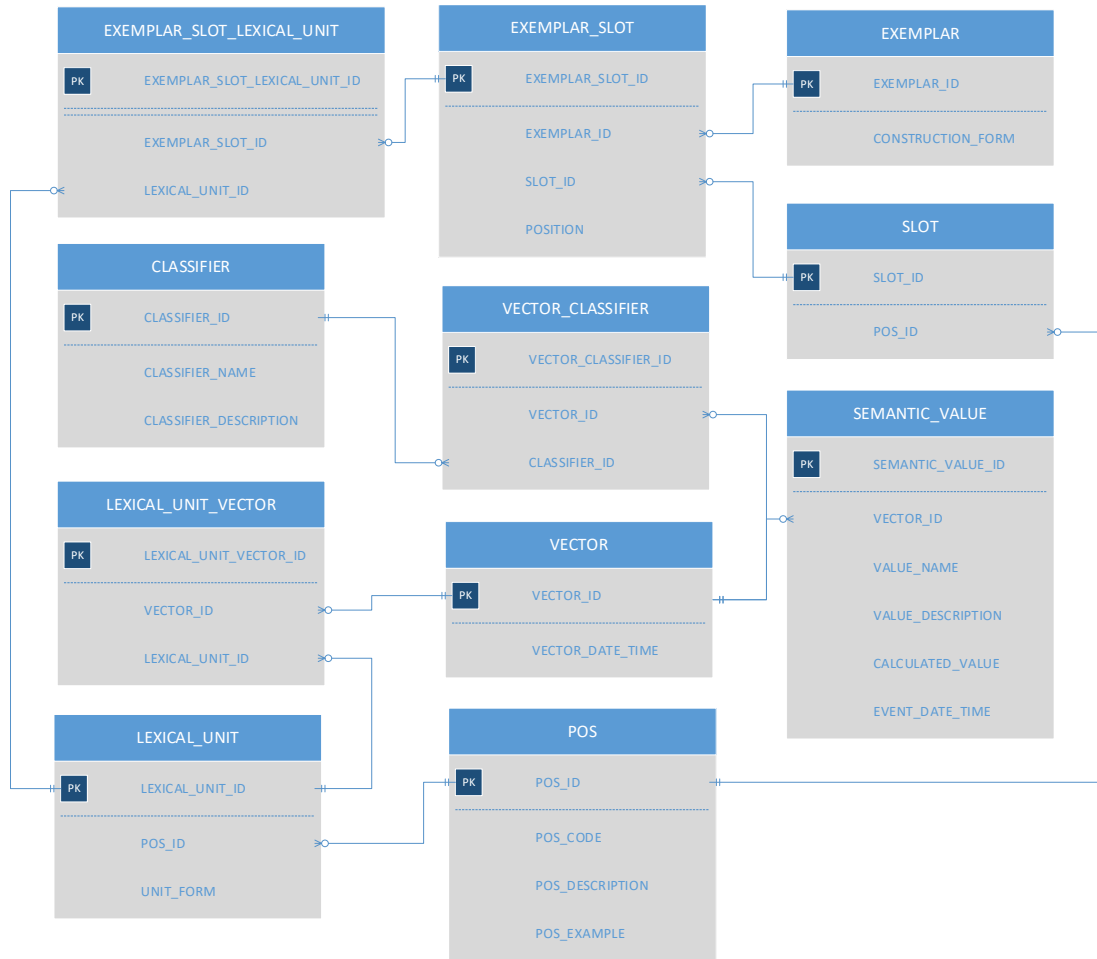 EXEMPLAR_SLOT_LEXICAL_UNIT
PK EXEMPLAR_SLOT_LEXICAL_UNIT_ID
EXEMPLAR_SLOT_ID
LEXICAL_UNIT_ID
EXEMPLAR_SLOT
PK EXEMPLAR_SLOT_ID
EXEMPLAR_ID
SLOT_ID
POSITION
EXEMPLAR
PK EXEMPLAR_ID
CONSTRUCTION_FORM
SLOT
PK SLOT_ID
POS_ID
CLASSIFIER
PK CLASSIFIER_ID
CLASSIFIER_NAME
CLASSIFIER_DESCRIPTION
VECTOR_CLASSIFIER
PK VECTOR_CLASSIFIER_ID
VECTOR_ID
CLASSIFIER_ID
SEMANTIC_VALUE
PK SEMANTIC_VALUE_ID
VECTOR_ID
VALUE_NAME
VALUE_DESCRIPTION
CALCULATED_VALUE
EVENT_DATE_TIME
LEXICAL_UNIT_VECTOR
PK LEXICAL_UNIT_VECTOR_ID
VECTOR_ID
LEXICAL_UNIT_ID
VECTOR
PK VECTOR_ID
VECTOR_DATE_TIME
LEXICAL_UNIT
PK LEXICAL_UNIT_ID
POS_ID
UNIT_FORM
POS
PK POS_ID
POS_CODE
POS_DESCRIPTION
POS_EXAMPLE